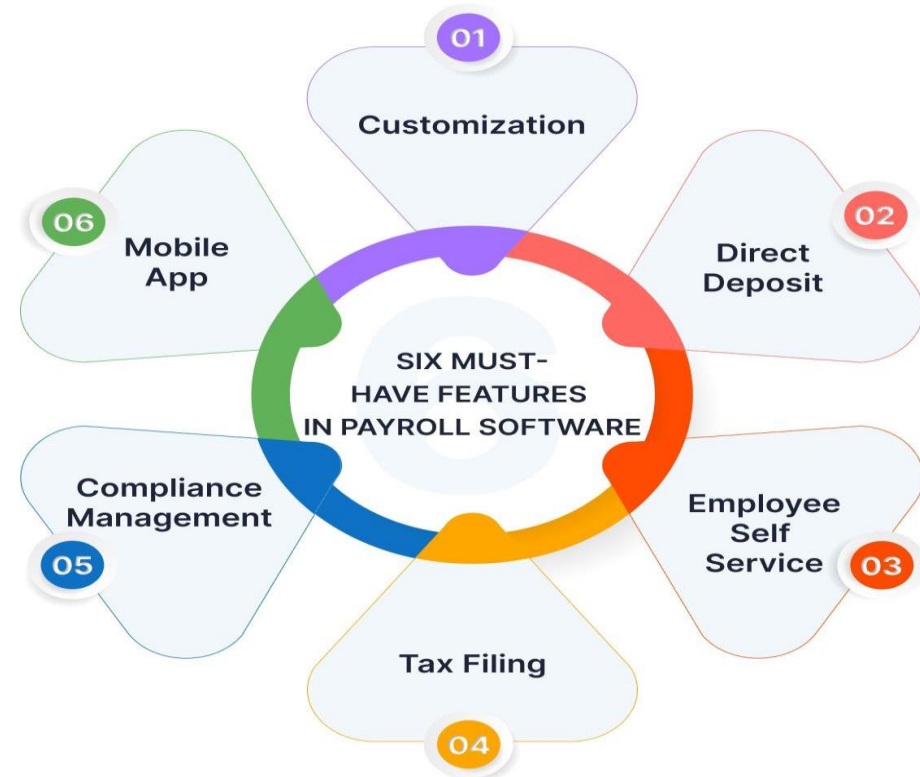 01
Customization
02
Direct
Deposit
03
Employee
Self
Service
04
Tax Filing
05
Compliance
Management
06
Mobile
App
6
SIX MUST-
HAVE FEATURES
IN PAYROLL SOFTWARE